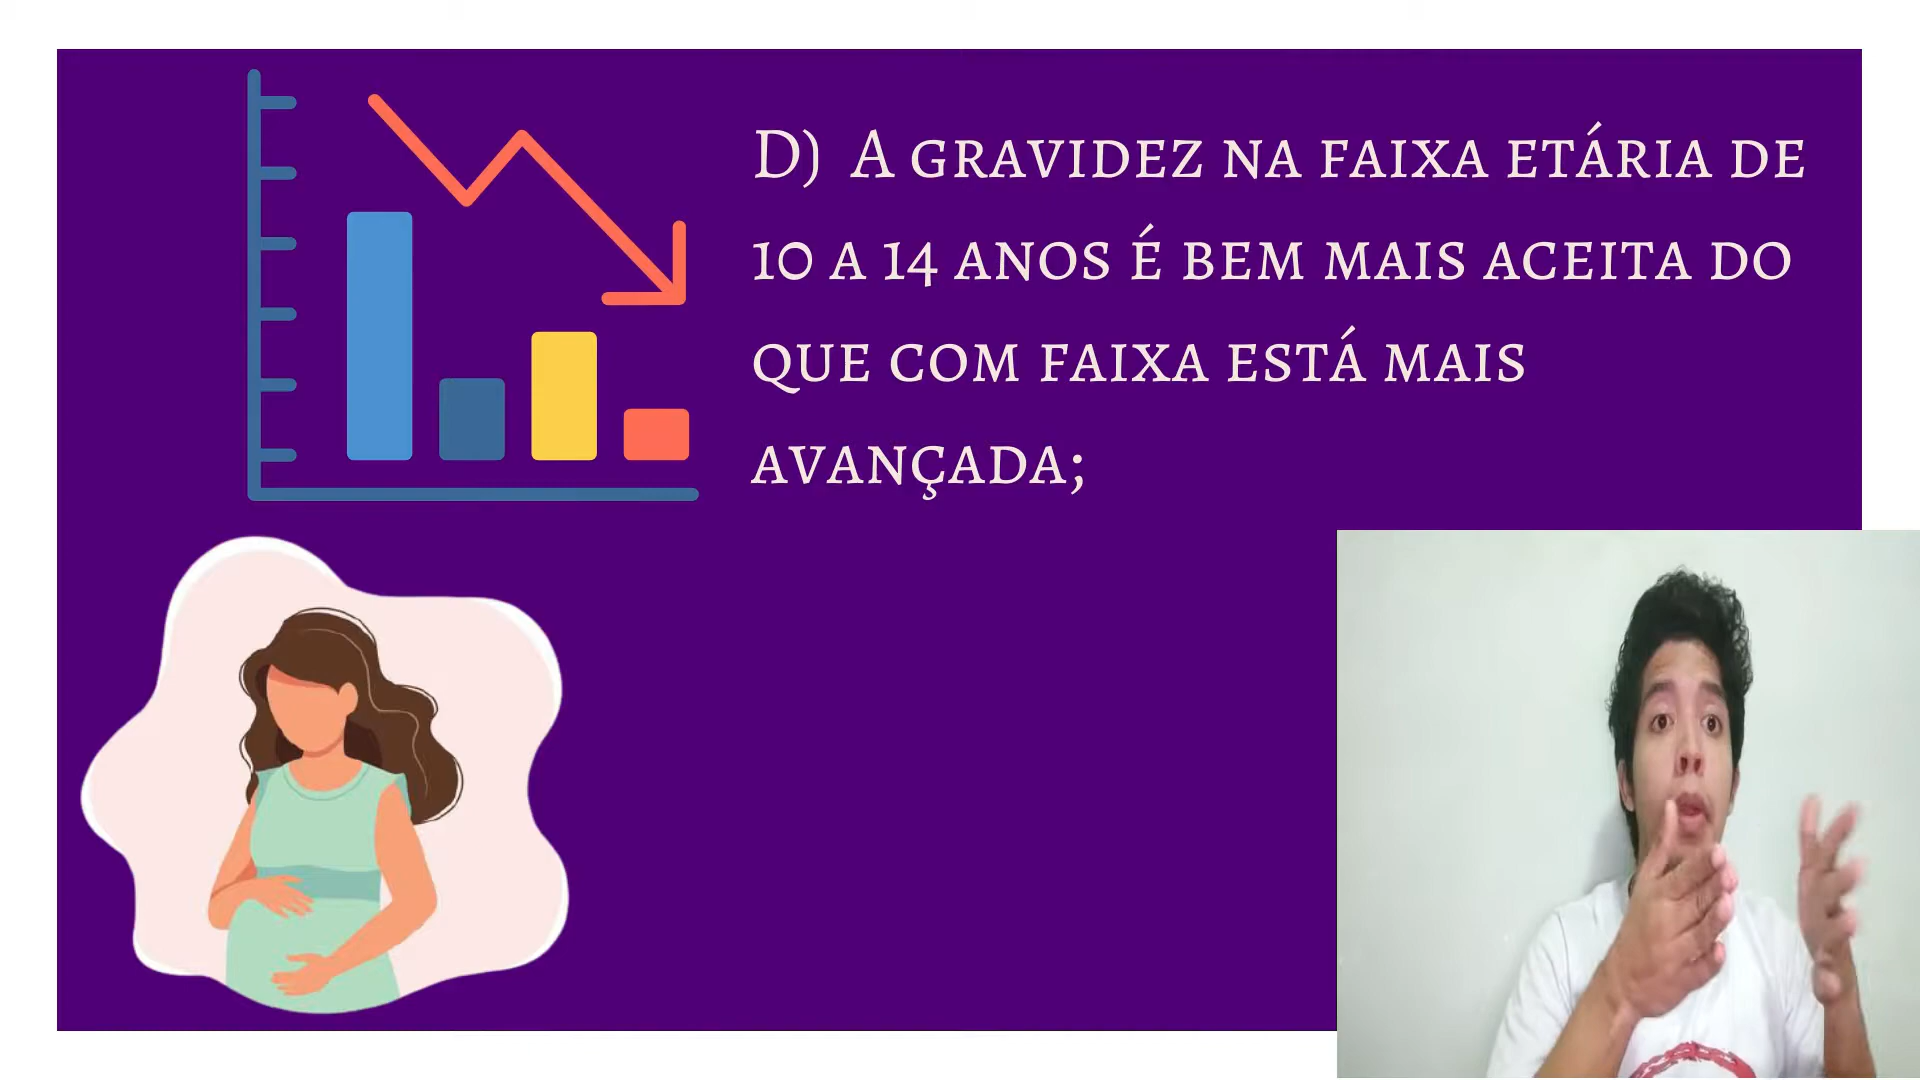 D) A GRAVIDEZ NA FAIXA ETÁRIA DE
10 A 14 ANOS É BEM MAIS ACEITA DO
QUE COM FAIXA ESTÁ MAIS
AVANÇADA;